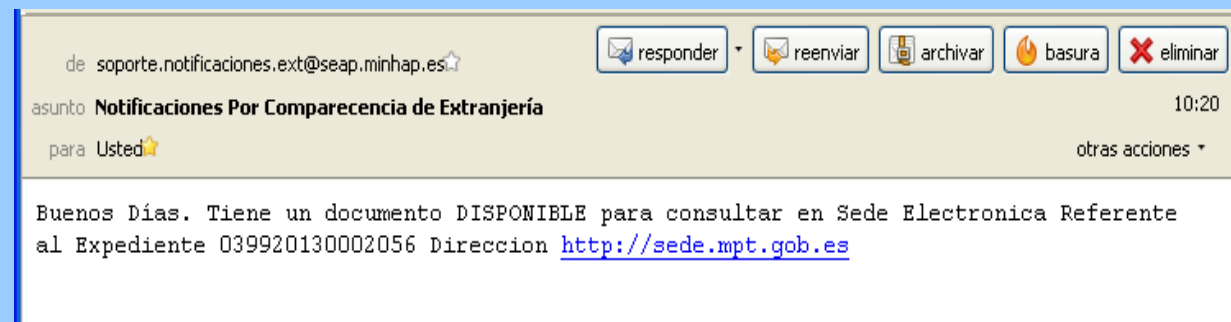 de soporte.notificaciones.ext@seap.minhap.es
responder reenviar archivar basura eliminar
asunto Notificaciones Por Comparecencia de Extranjería 10:20
para Usted otras acciones
Buenos Días. Tiene un documento DISPONIBLE para consultar en Sede Electronica Referente
al Expediente 039920130002056 Direccion http://sede.mpt.gob.es